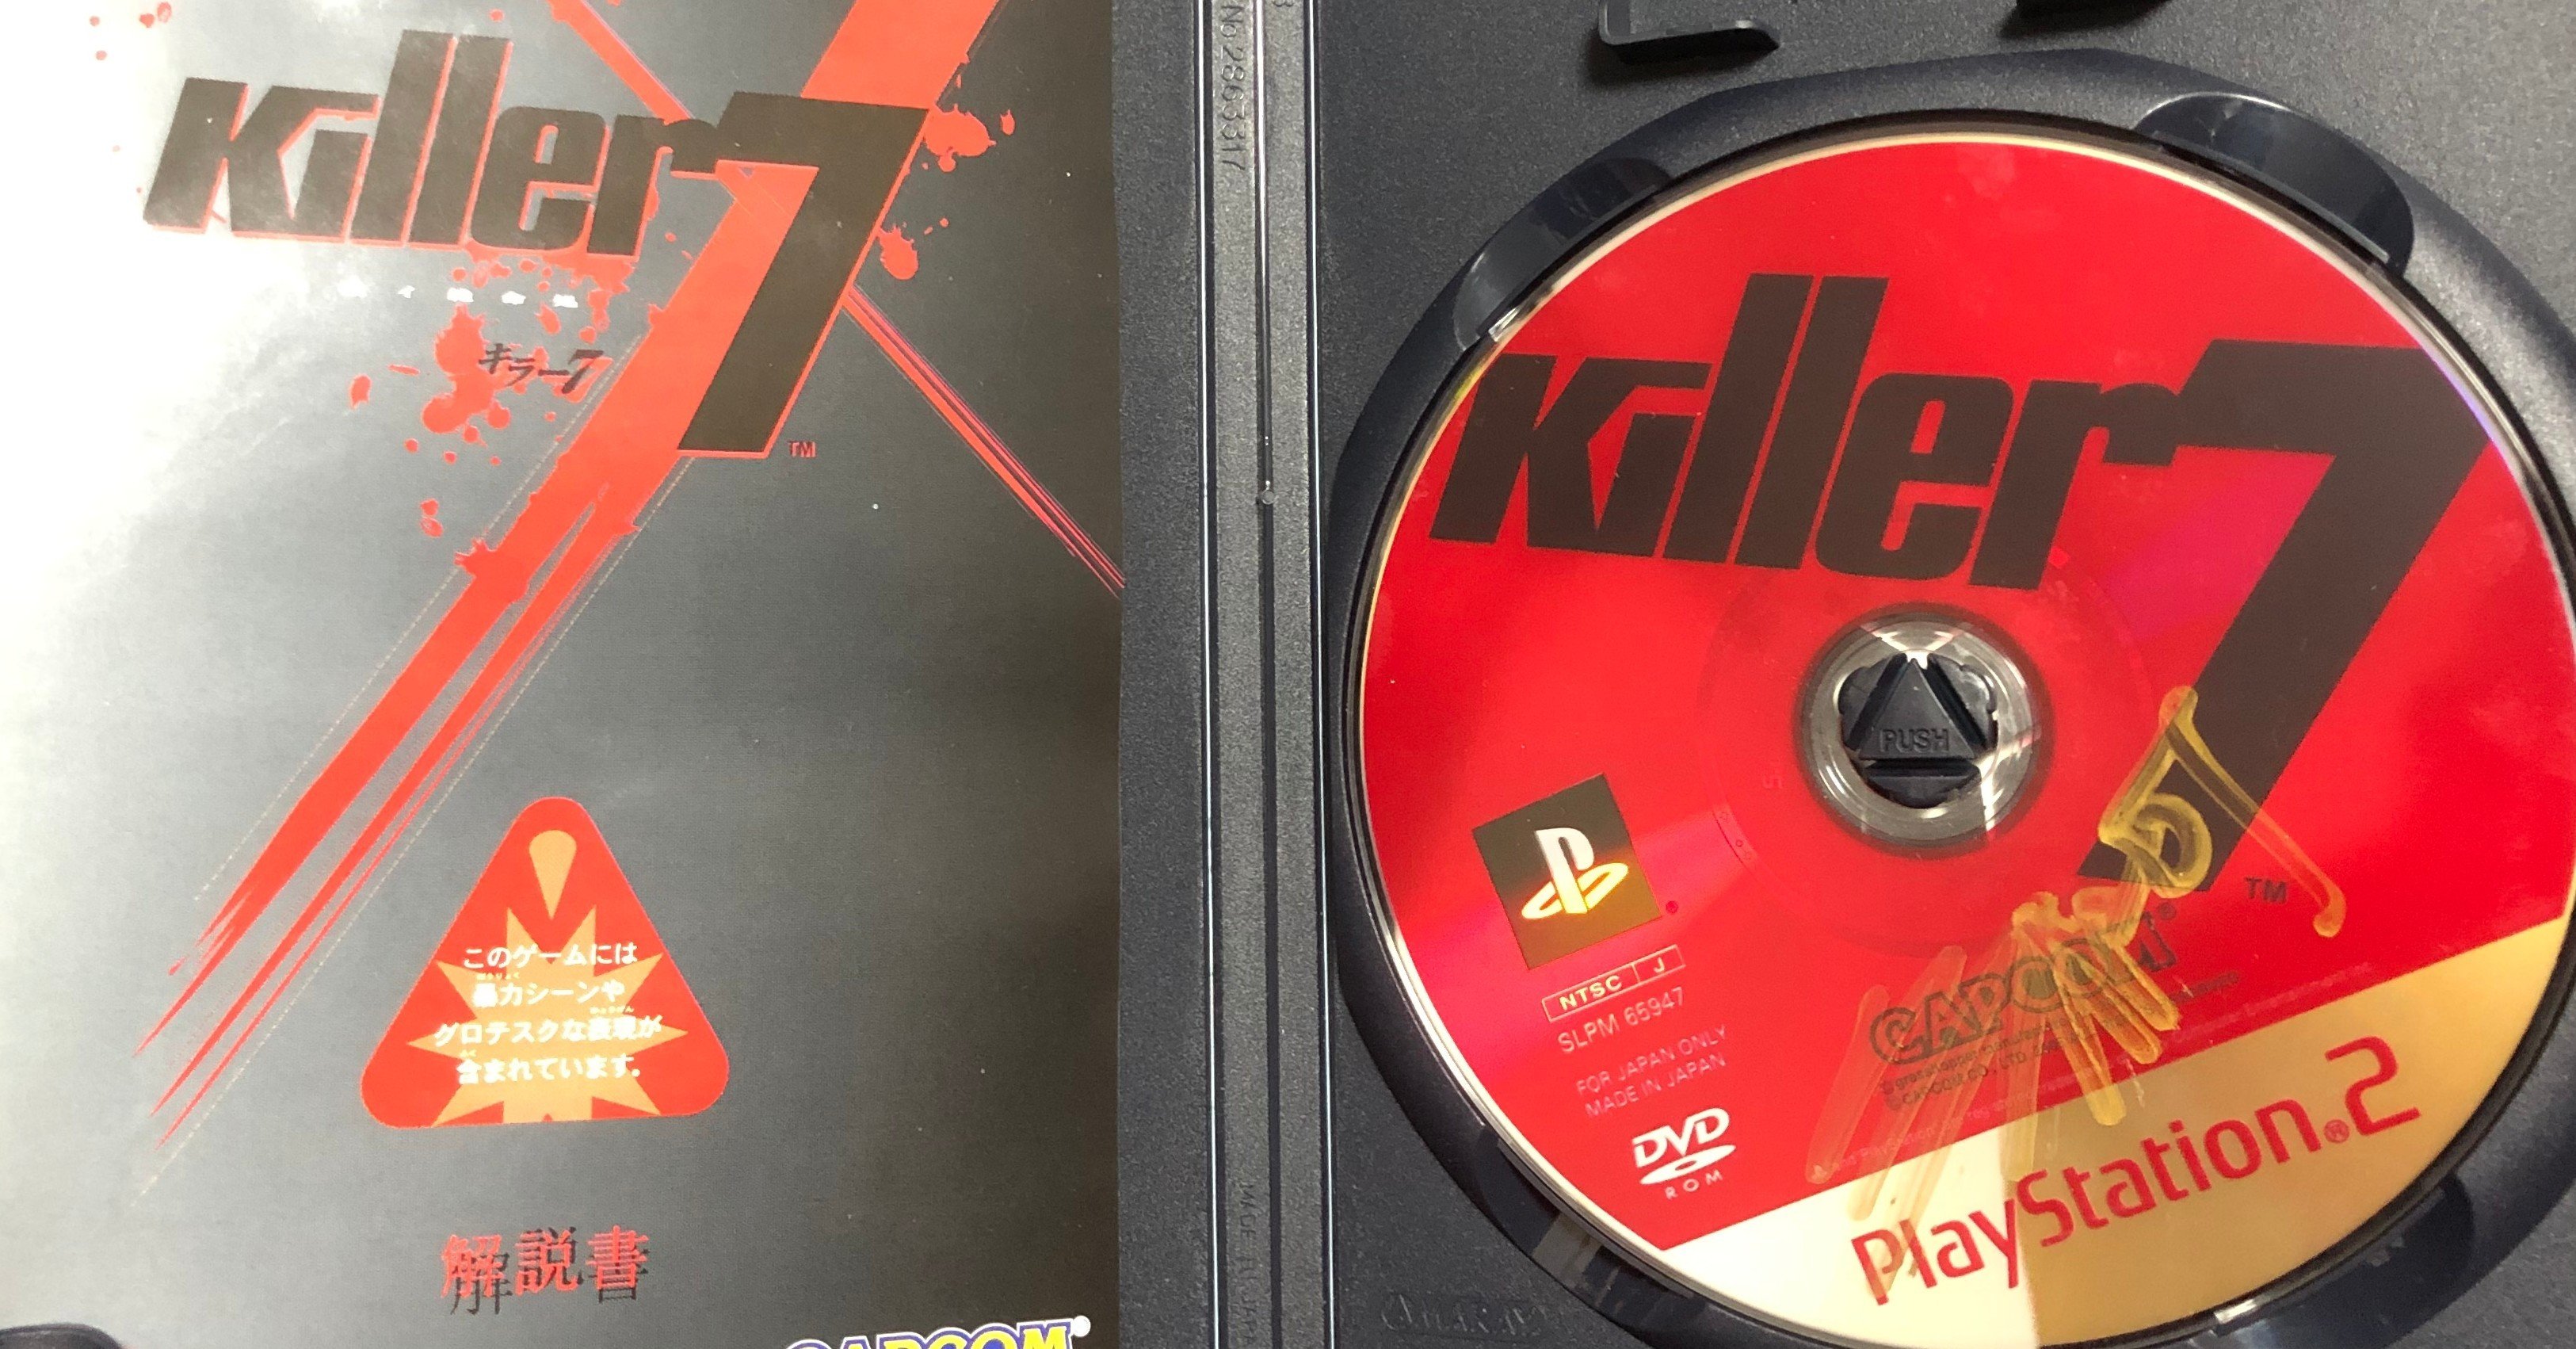 Killer7
キラー7
TM
このゲームには
暴力シーンや
グロテスクな表現が
含まれています。
解説書
CAPCOM®
No2863317
Killer7
TM
PUSH
NTSC J
SLPM 65947
FOR JAPAN ONLY
MADE IN JAPAN
DVD
ROM
CAPCOM®
PlayStation®2